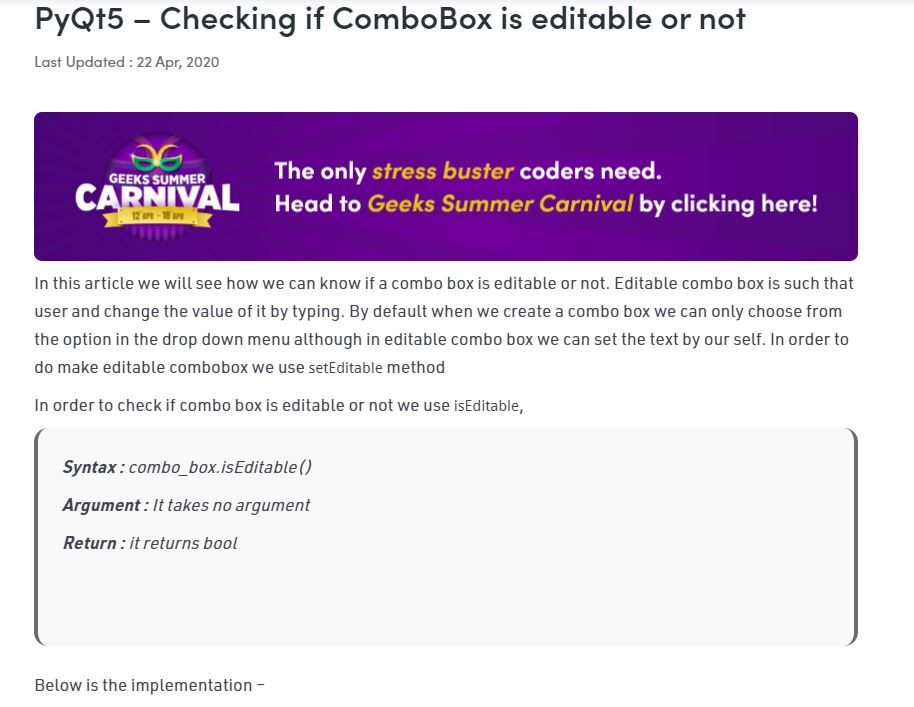 PyQt5 – Checking if ComboBox is editable or not
Last Updated : 22 Apr, 2020
GEEKS SUMMER
CARNIVAL
12 APR - 18 APR
The only stress buster coders need.
Head to Geeks Summer Carnival by clicking here!
In this article we will see how we can know if a combo box is editable or not. Editable combo box is such that
user and change the value of it by typing. By default when we create a combo box we can only choose from
the option in the drop down menu although in editable combo box we can set the text by our self. In order to
do make editable combobox we use setEditable method
In order to check if combo box is editable or not we use isEditable,
Syntax : combo_box.isEditable()
Argument : It takes no argument
Return : it returns bool
Below is the implementation –